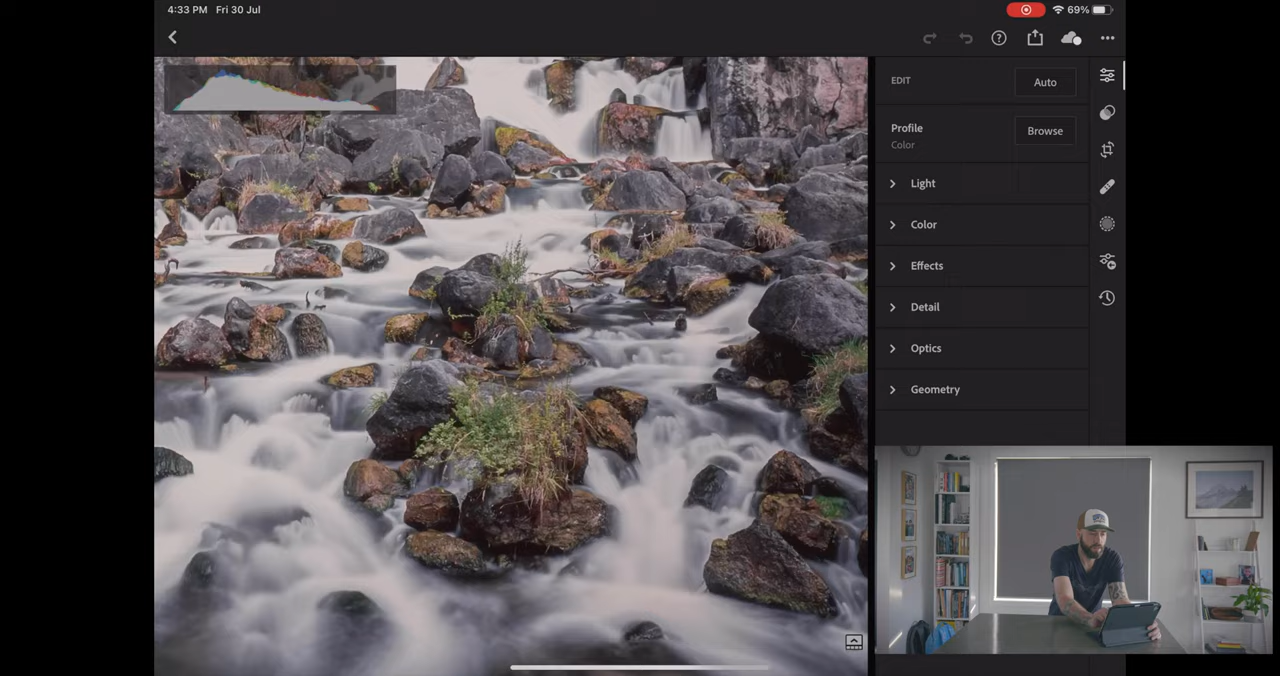 4:33 PM Fri 30 Jul
69%
EDIT
Auto
Profile
Color
Browse
Light
Color
Effects
Detail
Optics
Geometry